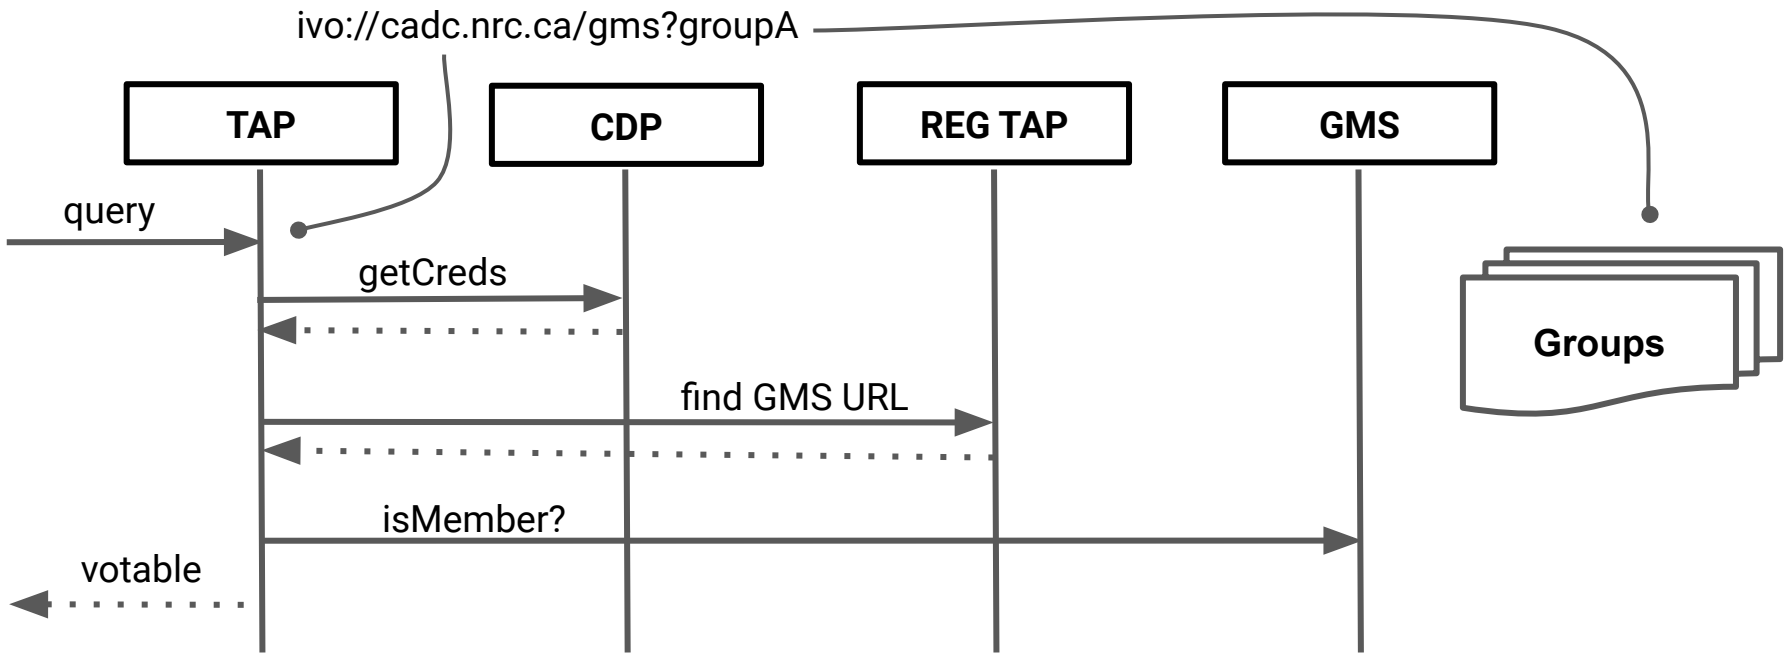 ivo://cadc.nrc.ca/gms?groupA
TAP
CDP
REG TAP
GMS
query
getCreds
Groups
find GMS URL
isMember?
votable